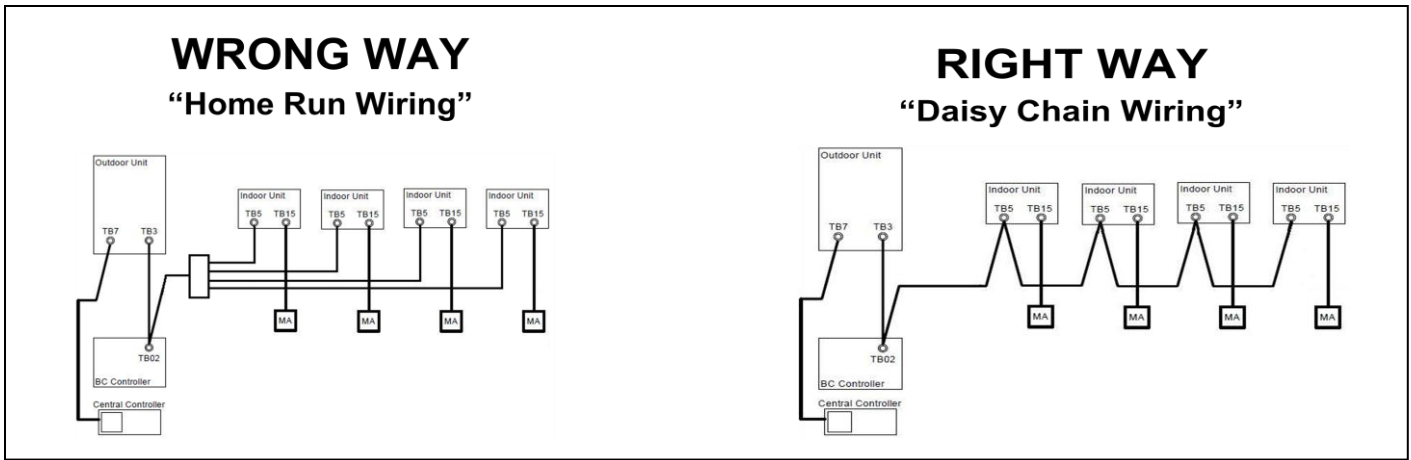 WRONG WAY
“Home Run Wiring”
Outdoor Unit
Indoor Unit
Indoor Unit
Indoor Unit
Indoor Unit
TB5 TB15
TB5 TB15
TB5 TB15
TB5 TB15
TB7 TB3
MA
MA
MA
MA
TB02
BC Controller
Central Controller
RIGHT WAY
“Daisy Chain Wiring”
Outdoor Unit
Indoor Unit
Indoor Unit
Indoor Unit
Indoor Unit
TB5 TB15
TB5 TB15
TB5 TB15
TB5 TB15
TB7 TB3
MA
MA
MA
MA
TB02
BC Controller
Central Controller